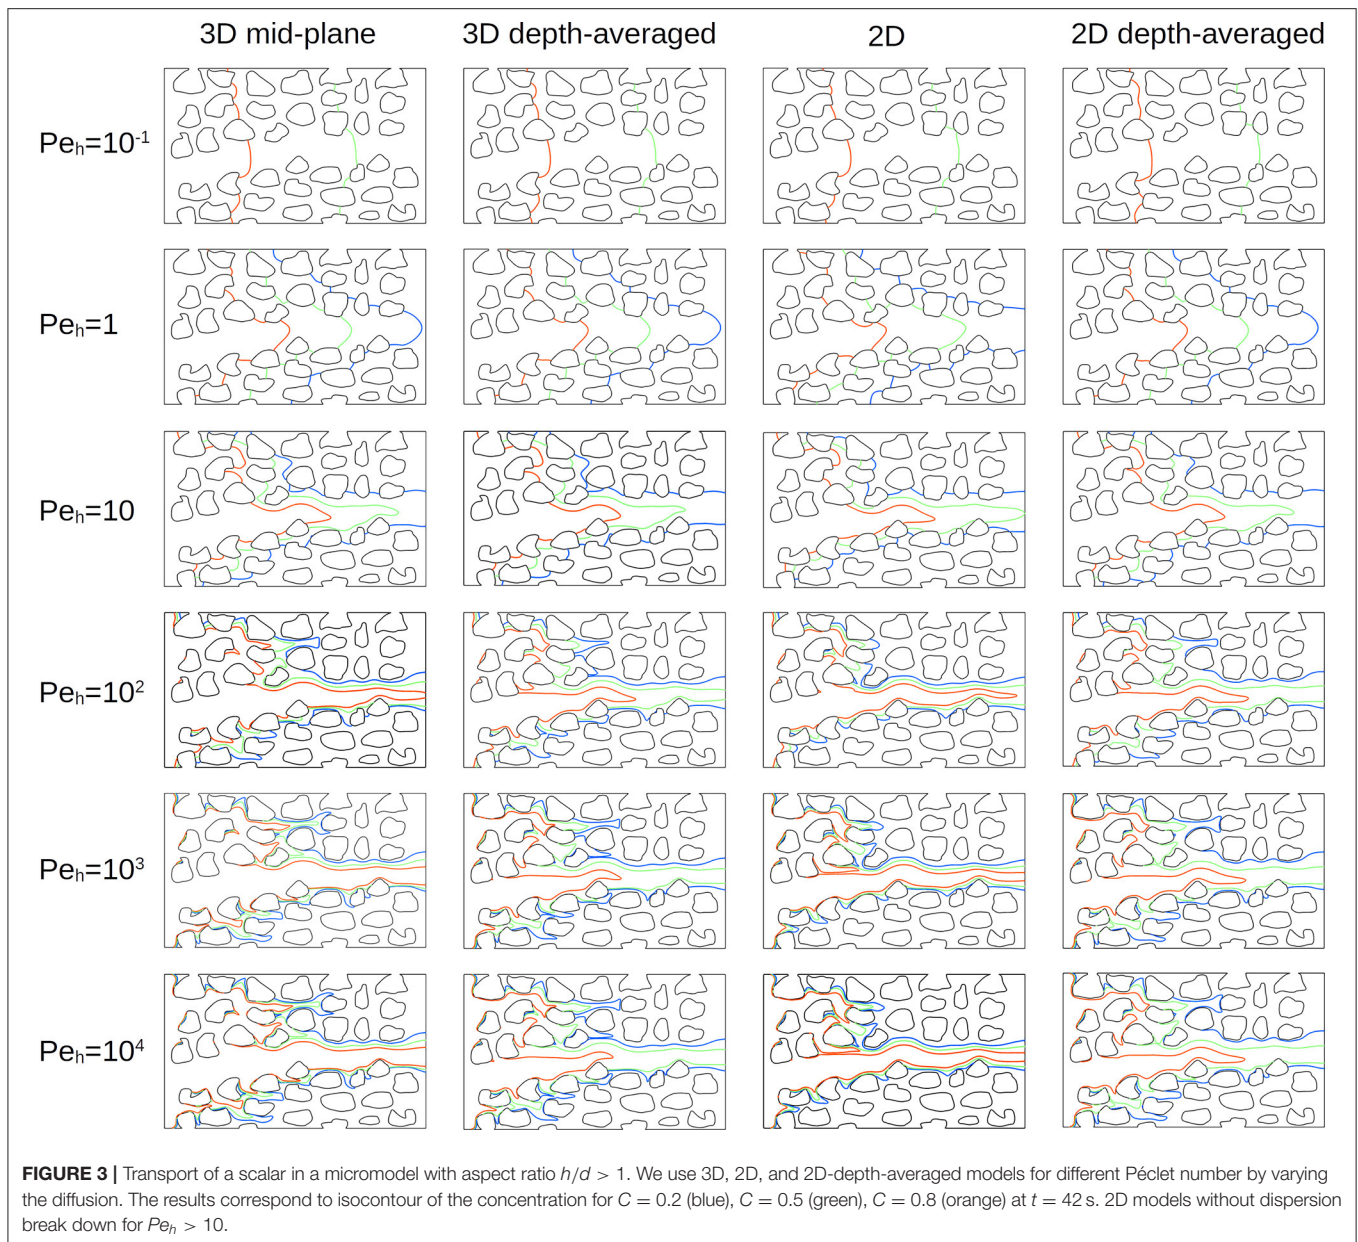 3D mid-plane 3D depth-averaged 2D 2D depth-averaged
Peh=10-1
Peh=1
Peh=10
Peh=10²
Peh=10³
Peh=10⁴
FIGURE 3 | Transport of a scalar in a micromodel with aspect ratio h/d > 1. We use 3D, 2D, and 2D-depth-averaged models for different Péclet number by varying
the diffusion. The results correspond to isocontour of the concentration for C = 0.2 (blue), C = 0.5 (green), C = 0.8 (orange) at t = 42 s. 2D models without dispersion
break down for Peh > 10.